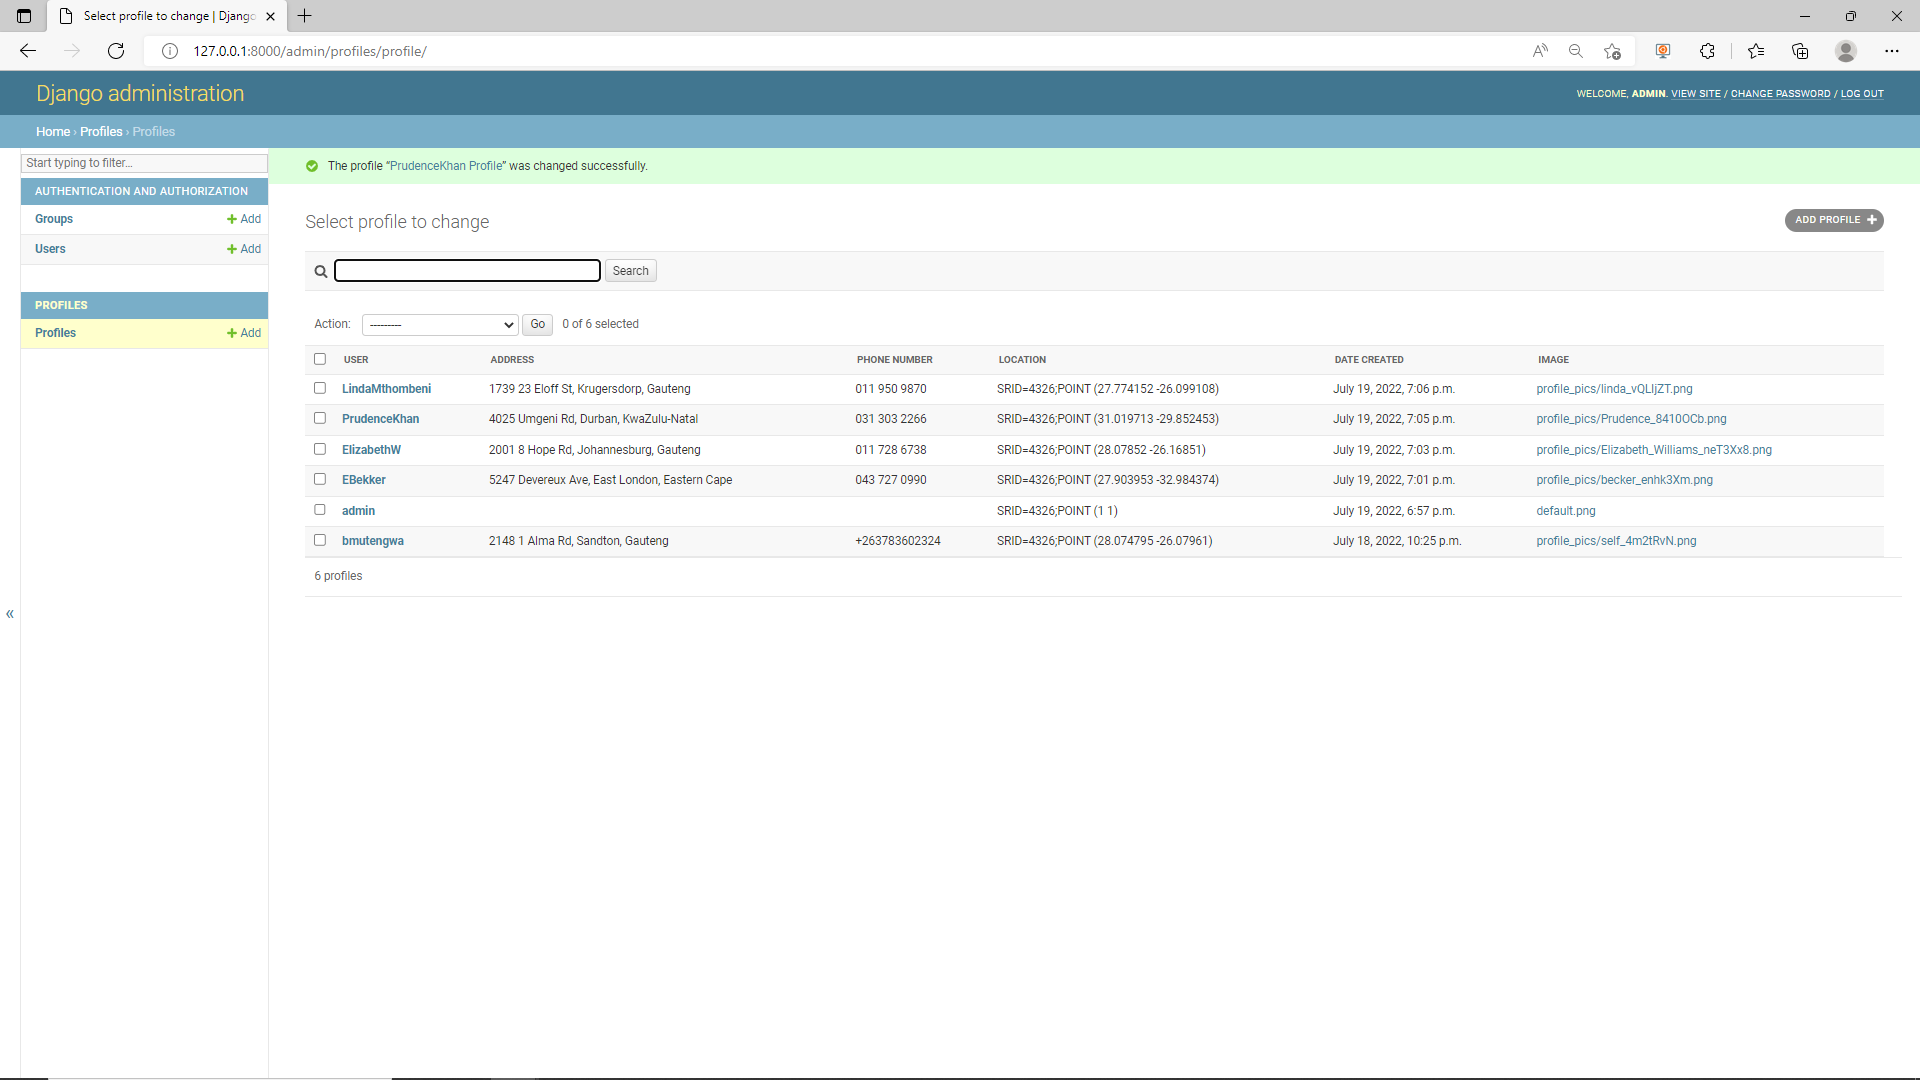 Select profile to change | Djang
127.0.0.1:8000/admin/profiles/profile/
Django administration
WELCOME, ADMIN. VIEW SITE / CHANGE PASSWORD / LOG OUT
Home › Profiles › Profiles
Start typing to filter…
The profile “PrudenceKhan Profile” was changed successfully.
AUTHENTICATION AND AUTHORIZATION
Groups + Add
Users + Add
PROFILES
Profiles + Add
Select profile to change
ADD PROFILE +
Search
Action: --------- Go 0 of 6 selected
USER ADDRESS PHONE NUMBER LOCATION DATE CREATED IMAGE
LindaMthombeni 1739 23 Eloff St, Krugersdorp, Gauteng 011 950 9870 SRID=4326;POINT (27.774152 -26.099108) July 19, 2022, 7:06 p.m. profile_pics/linda_vQLIjZT.png
PrudenceKhan 4025 Umgeni Rd, Durban, KwaZulu-Natal 031 303 2266 SRID=4326;POINT (31.019713 -29.852453) July 19, 2022, 7:05 p.m. profile_pics/Prudence_8410OCb.png
ElizabethW 2001 8 Hope Rd, Johannesburg, Gauteng 011 728 6738 SRID=4326;POINT (28.07852 -26.16851) July 19, 2022, 7:03 p.m. profile_pics/Elizabeth_Williams_neT3Xx8.png
EBekker 5247 Devereux Ave, East London, Eastern Cape 043 727 0990 SRID=4326;POINT (27.903953 -32.984374) July 19, 2022, 7:01 p.m. profile_pics/becker_enhk3Xm.png
admin SRID=4326;POINT (1 1) July 19, 2022, 6:57 p.m. default.png
bmutengwa 2148 1 Alma Rd, Sandton, Gauteng +263783602324 SRID=4326;POINT (28.074795 -26.07961) July 18, 2022, 10:25 p.m. profile_pics/self_4m2tRvN.png
6 profiles
«